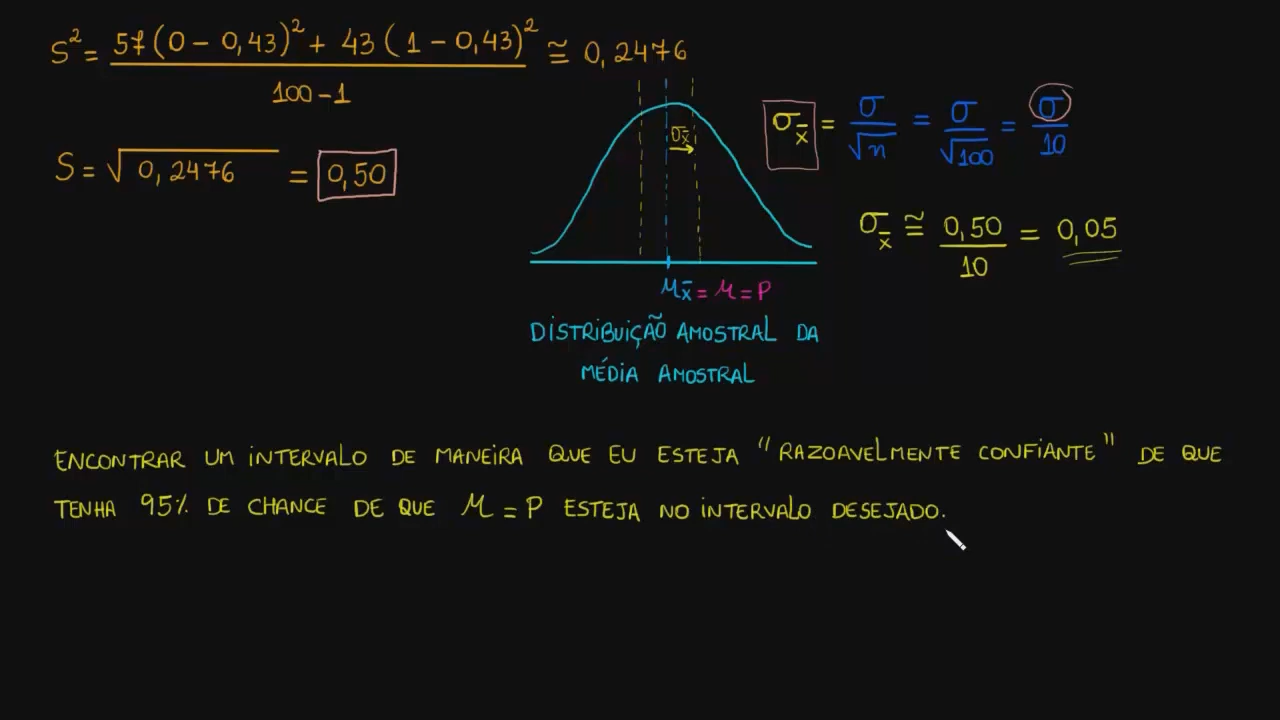 S² = 57(0 - 0,43)² + 43(1 - 0,43)² / 100 - 1 ≅ 0,2476
S = √0,2476 = 0,50
σx̄
σx̄ = σ/√n = σ/√100 = σ/10
σx̄ ≅ 0,50/10 = 0,05
μx̄ = μ = P
DISTRIBUIÇÃO AMOSTRAL DA
MÉDIA AMOSTRAL
ENCONTRAR UM INTERVALO DE MANEIRA QUE EU ESTEJA "RAZOAVELMENTE CONFIANTE" DE QUE
TENHA 95% DE CHANCE DE QUE μ = P ESTEJA NO INTERVALO DESEJADO.